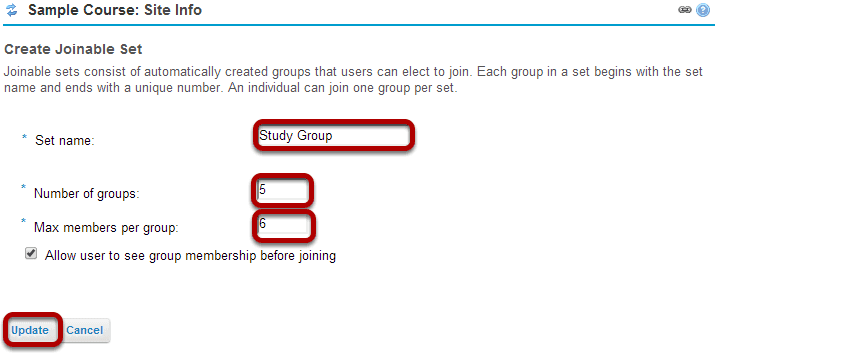 Sample Course: Site Info
Create Joinable Set
Joinable sets consist of automatically created groups that users can elect to join. Each group in a set begins with the set
name and ends with a unique number. An individual can join one group per set.
* Set name: Study Group
* Number of groups: 5
* Max members per group: 6
Allow user to see group membership before joining
Update Cancel